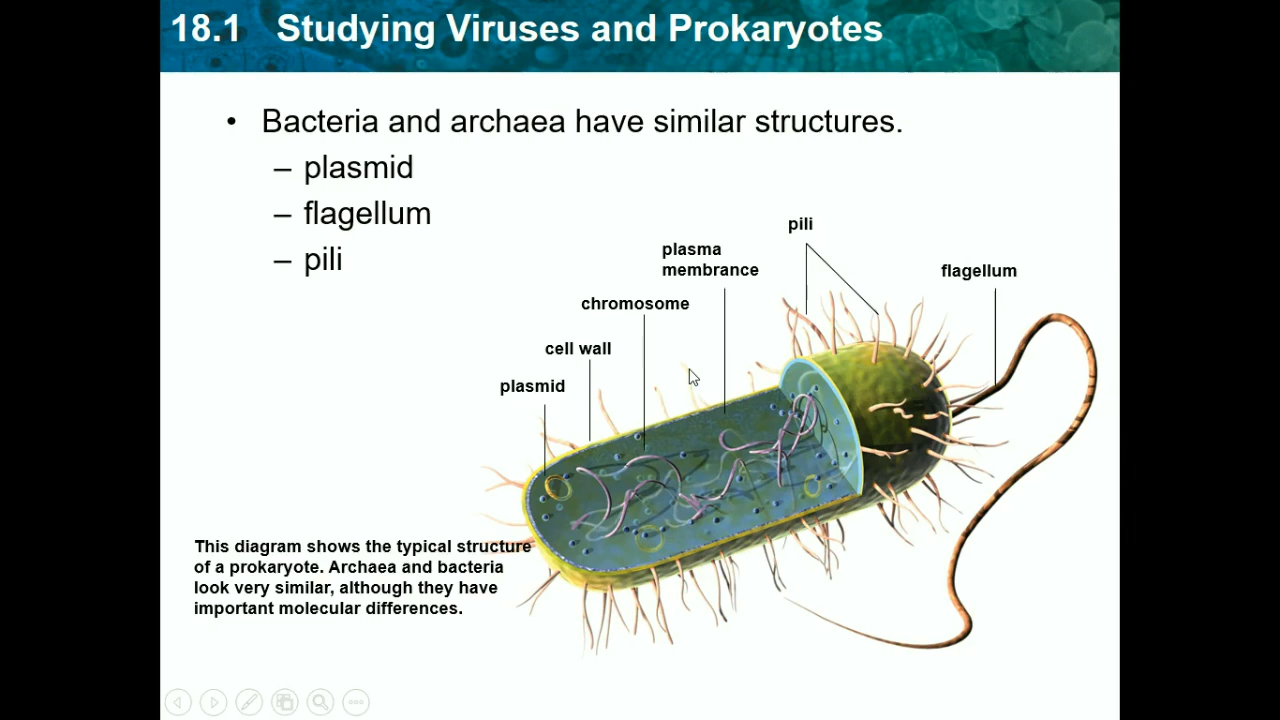 18.1 Studying Viruses and Prokaryotes
• Bacteria and archaea have similar structures.
– plasmid
– flagellum
– pili
pili
plasma
membrance
flagellum
chromosome
cell wall
plasmid
This diagram shows the typical structure
of a prokaryote. Archaea and bacteria
look very similar, although they have
important molecular differences.